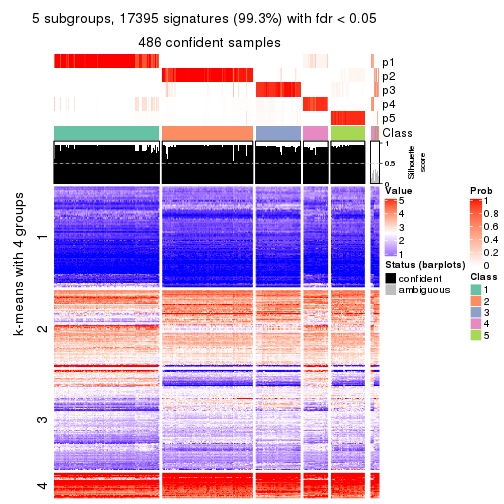 5 subgroups, 17395 signatures (99.3%) with fdr < 0.05
486 confident samples
p1
p2
p3
p4
p5
Class
1
0.5
0
Silhouette
score
k-means with 4 groups
1
2
3
4
Value
5
4
3
2
1
Status (barplots)
confident
ambiguous
Prob
1
0.8
0.6
0.4
0.2
0
Class
1
2
3
4
5